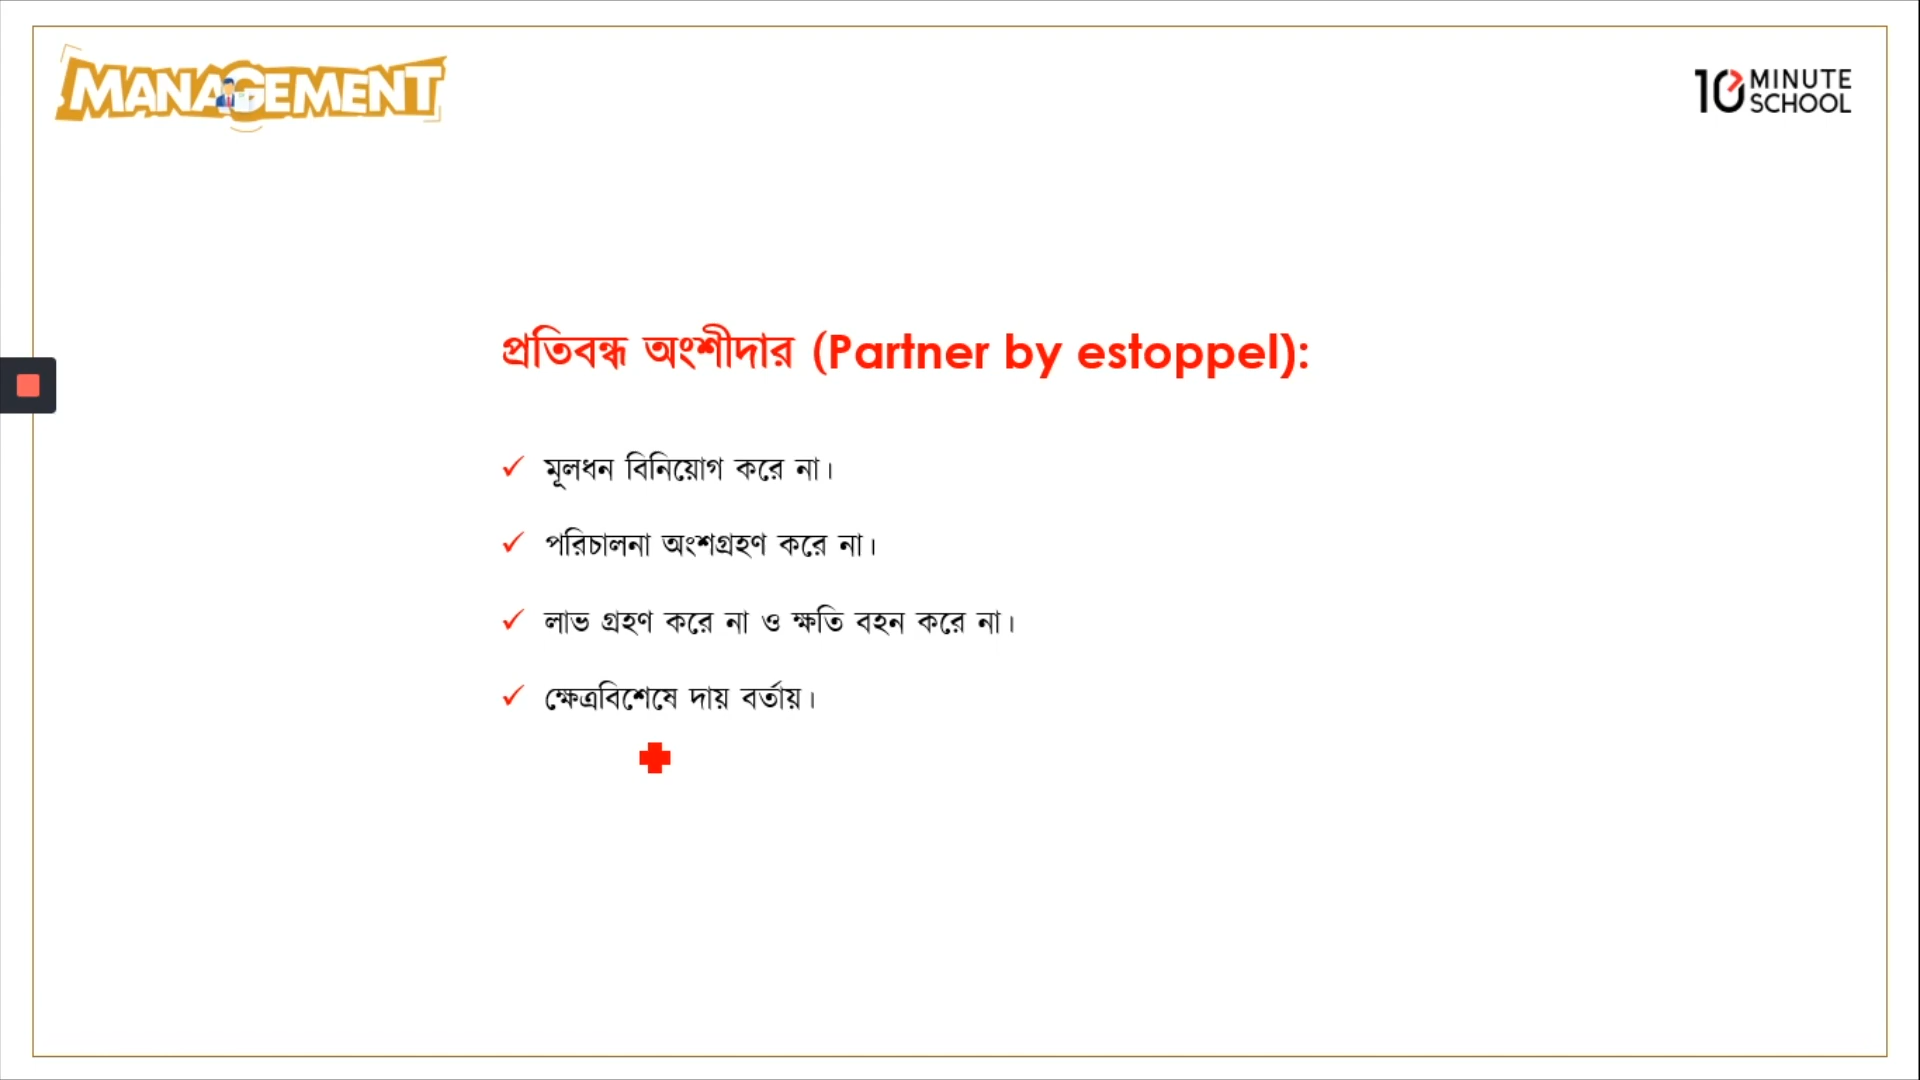 MANAGEMENT
10 MINUTE
SCHOOL
প্রতিবন্ধ অংশীদার (Partner by estoppel):
✓ মূলধন বিনিয়োগ করে না।
✓ পরিচালনা অংশগ্রহণ করে না।
✓ লাভ গ্রহণ করে না ও ক্ষতি বহন করে না।
✓ ক্ষেত্রবিশেষে দায় বর্তায়।